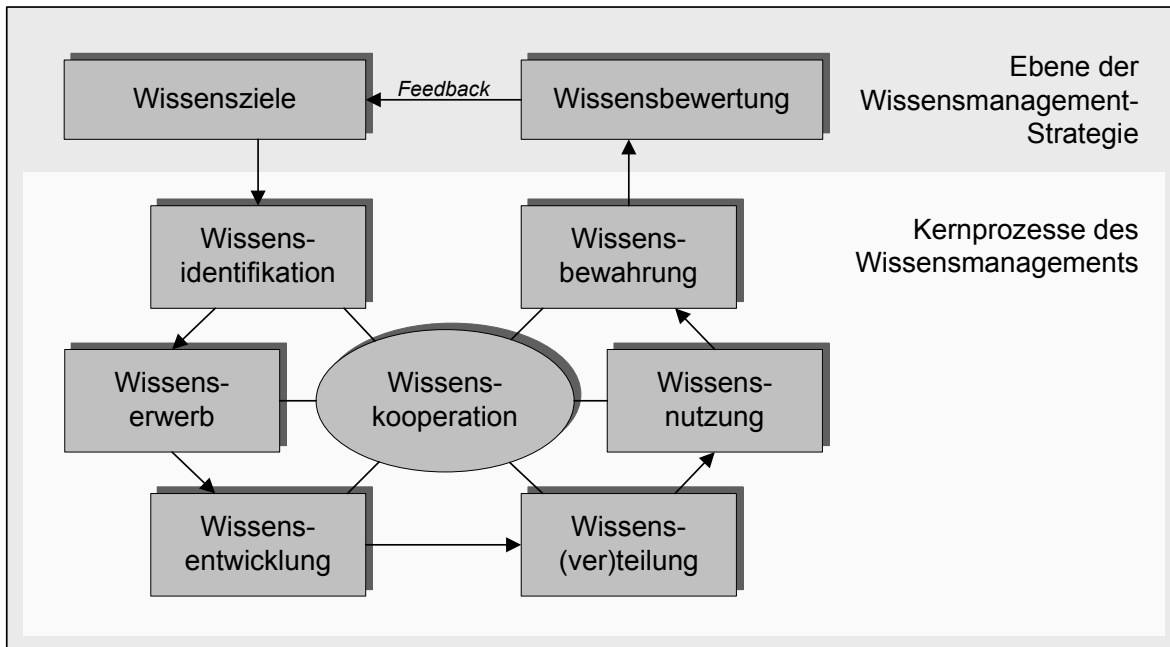 Wissensziele
Feedback
Wissensbewertung
Ebene der
Wissensmanagement-
Strategie
Wissens-
identifikation
Wissens-
bewahrung
Kernprozesse des
Wissensmanagements
Wissens-
erwerb
Wissens-
kooperation
Wissens-
nutzung
Wissens-
entwicklung
Wissens-
(ver)teilung